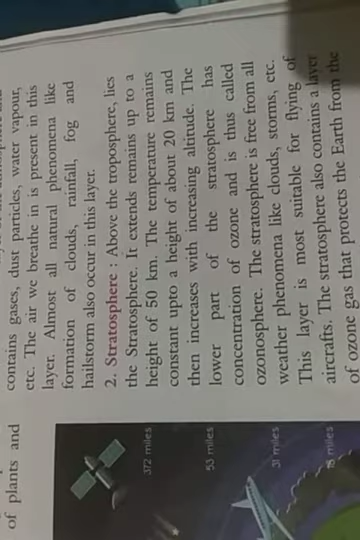 contains gases, dust particles, water vapour,
etc. The air we breathe in is present in this
layer. Almost all natural phenomena like
formation of clouds, rainfall, fog and
hailstorm also occur in this layer.
2. Stratosphere : Above the troposphere, lies
the Stratosphere. It extends remains up to a
height of 50 km. The temperature remains
constant upto a height of about 20 km and
then increases with increasing altitude. The
lower part of the stratosphere has
concentration of ozone and is thus called
ozonosphere. The stratosphere is free from all
weather phenomena like clouds, storms, etc.
This layer is most suitable for flying of
aircrafts. The stratosphere also contains a layer
of ozone gas that protects the Earth from the
of plants and
372 miles
53 miles
31 miles
miles